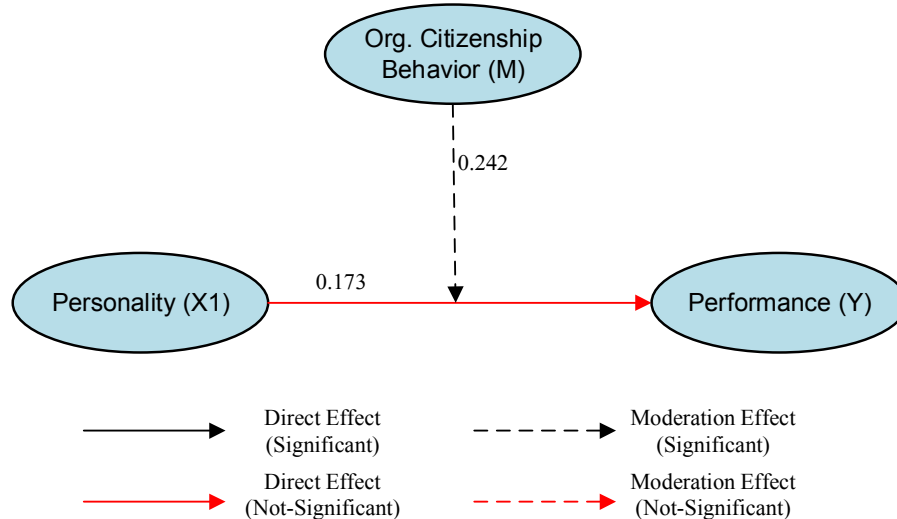 Org. Citizenship
Behavior (M)
0.242
Personality (X1)
0.173
Performance (Y)
Direct Effect
(Significant)
Moderation Effect
(Significant)
Direct Effect
(Not-Significant)
Moderation Effect
(Not-Significant)